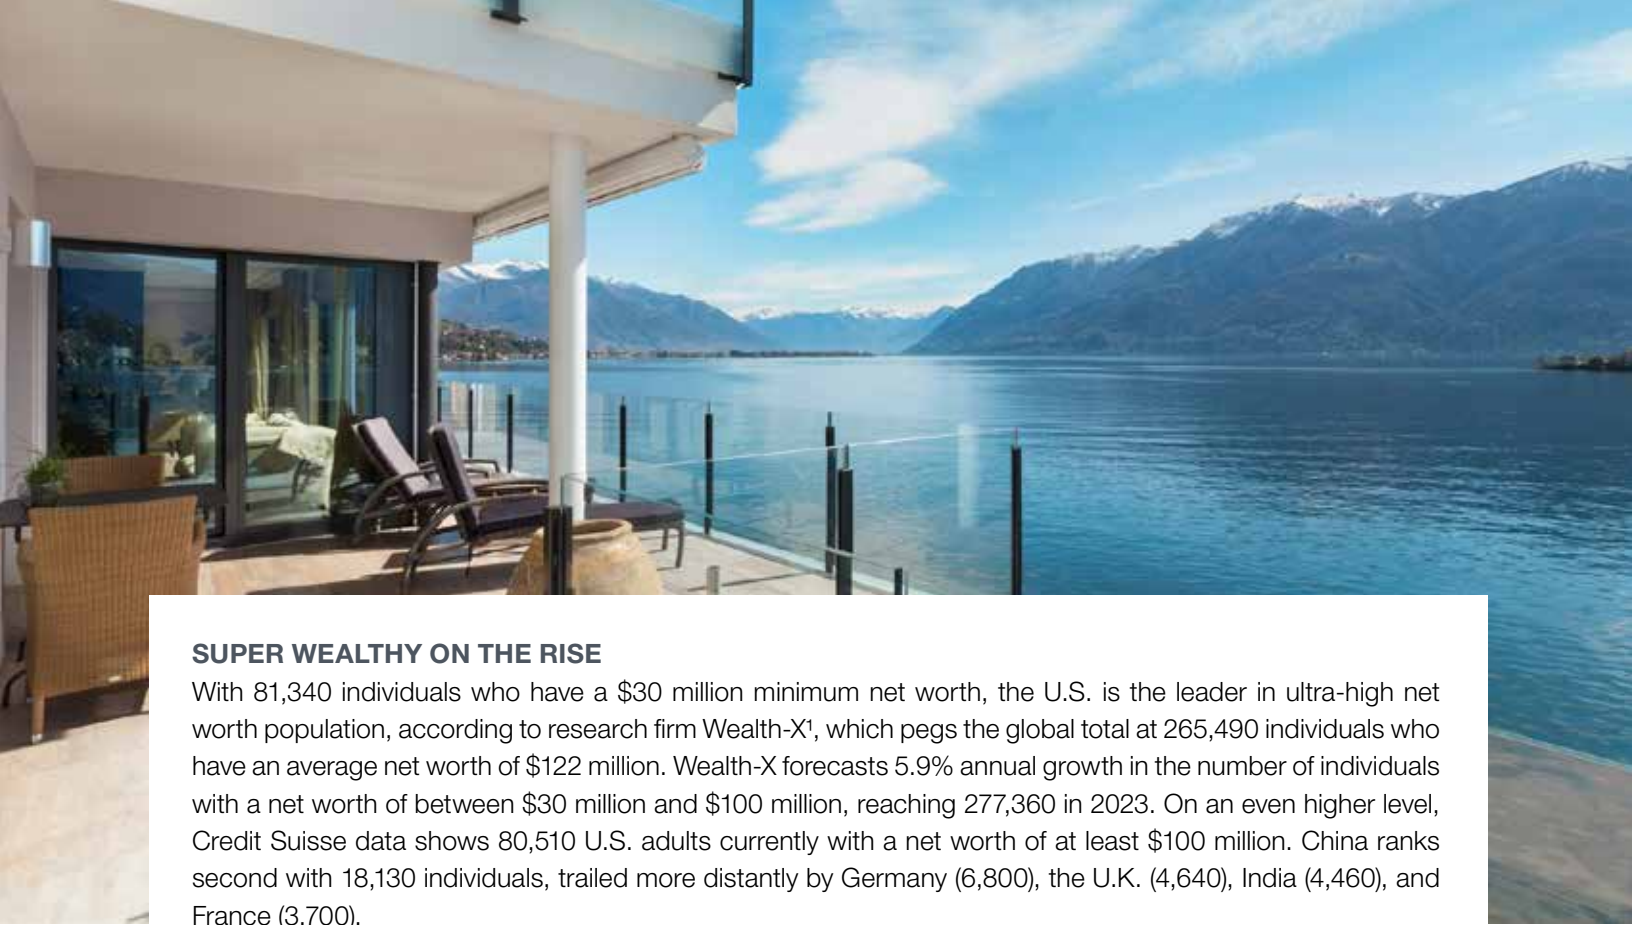 SUPER WEALTHY ON THE RISE
With 81,340 individuals who have a $30 million minimum net worth, the U.S. is the leader in ultra-high net
worth population, according to research firm Wealth-X¹, which pegs the global total at 265,490 individuals who
have an average net worth of $122 million. Wealth-X forecasts 5.9% annual growth in the number of individuals
with a net worth of between $30 million and $100 million, reaching 277,360 in 2023. On an even higher level,
Credit Suisse data shows 80,510 U.S. adults currently with a net worth of at least $100 million. China ranks
second with 18,130 individuals, trailed more distantly by Germany (6,800), the U.K. (4,640), India (4,460), and
France (3,700).